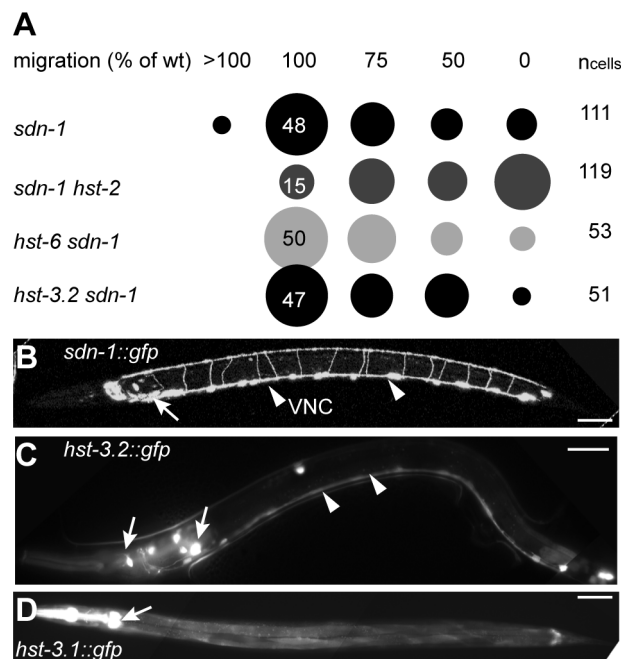 A
migration (% of wt) >100 100 75 50 0 ncells
sdn-1 48 111
sdn-1 hst-2 15 119
hst-6 sdn-1 50 53
hst-3.2 sdn-1 47 51
B sdn-1::gfp
VNC
C hst-3.2::gfp
D
hst-3.1::gfp